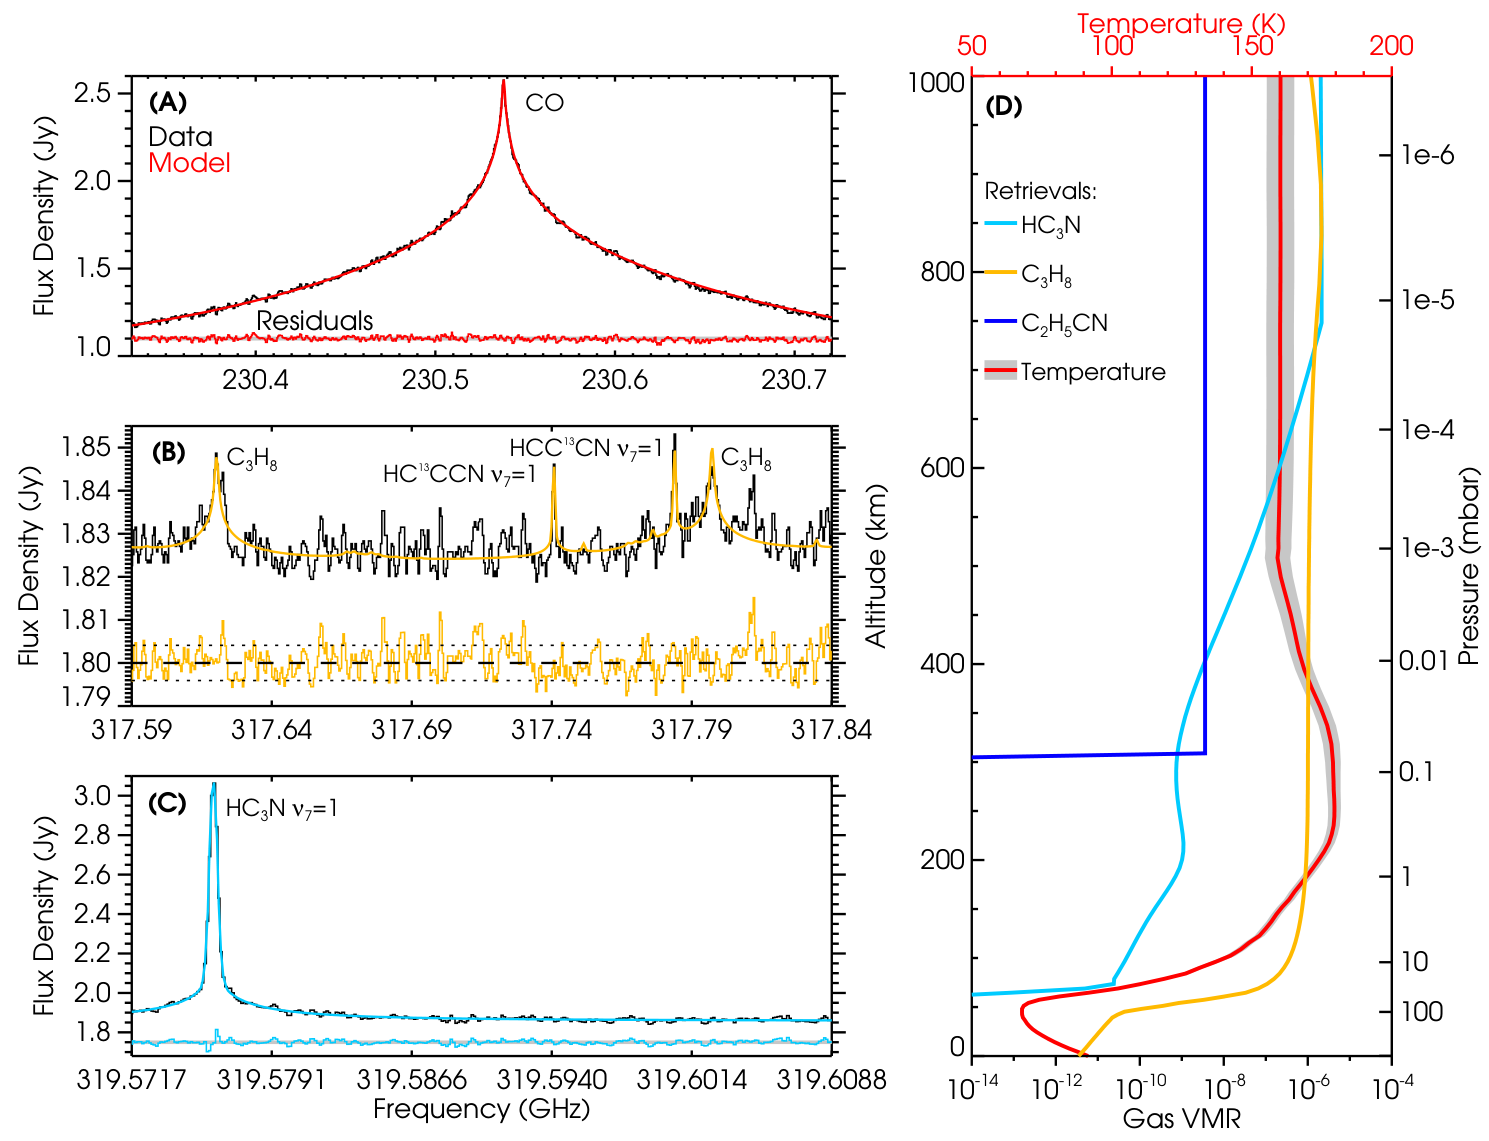 (A)
Data
Model
CO
Residuals
Flux Density (Jy)
2.5
2.0
1.5
1.0
230.4 230.5 230.6 230.7
(B)
C₃H₈
HC¹³CCN ν₇=1
HCC¹³CN ν₇=1
C₃H₈
Flux Density (Jy)
Flux Density (Jy)
1.85
1.84
1.83
1.82
1.81
1.80
1.79
317.59 317.64 317.69 317.74 317.79 317.84
(C)
HC₃N ν₇=1
Flux Density (Jy)
3.0
2.8
2.6
2.4
2.2
2.0
1.8
319.5717 319.5791 319.5866 319.5940 319.6014 319.6088
Frequency (GHz)
Temperature (K)
50 100 150 200
(D)
Retrievals:
HC₃N
C₃H₈
C₂H₅CN
Temperature
Altitude (km)
1000
800
600
400
200
0
1e-6
1e-5
1e-4
1e-3
0.01
0.1
1
10
100
Pressure (mbar)
10⁻¹⁴ 10⁻¹² 10⁻¹⁰ 10⁻⁸ 10⁻⁶ 10⁻⁴
Gas VMR